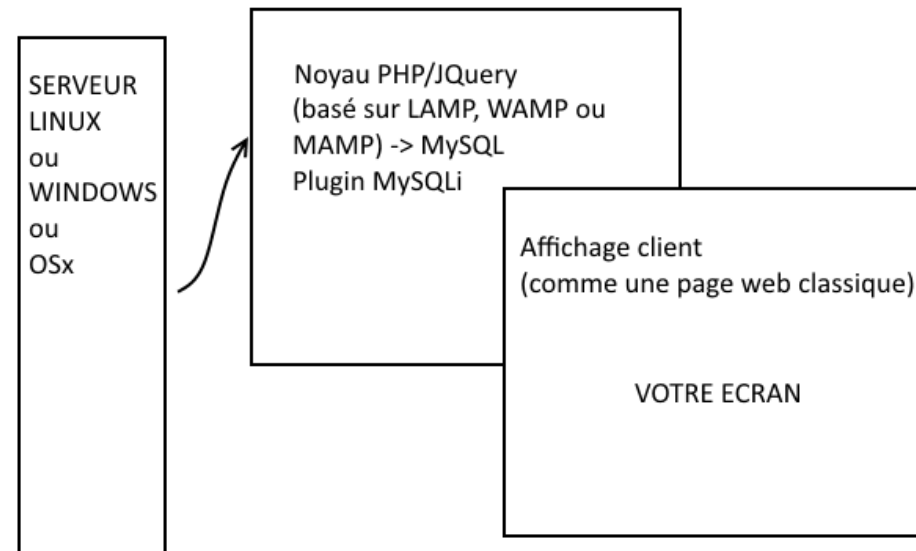 SERVEUR
LINUX
ou
WINDOWS
ou
OSx
Noyau PHP/JQuery
(basé sur LAMP, WAMP ou
MAMP) -> MySQL
Plugin MySQLi
Affichage client
(comme une page web classique)
VOTRE ECRAN